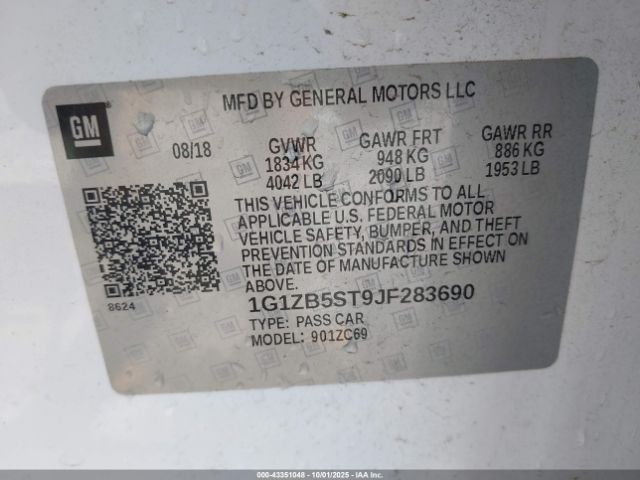 GM
MFD BY GENERAL MOTORS LLC
08/18 GVWR GAWR FRT GAWR RR
1834 KG 948 KG 886 KG
4042 LB 2090 LB 1953 LB
THIS VEHICLE CONFORMS TO ALL
APPLICABLE U.S. FEDERAL MOTOR
VEHICLE SAFETY, BUMPER, AND THEFT
PREVENTION STANDARDS IN EFFECT ON
THE DATE OF MANUFACTURE SHOWN
ABOVE.
8624
1G1ZB5ST9JF283690
TYPE: PASS CAR
MODEL: 901ZC69
000-43351048 - 10/01/2025 - IAA Inc.